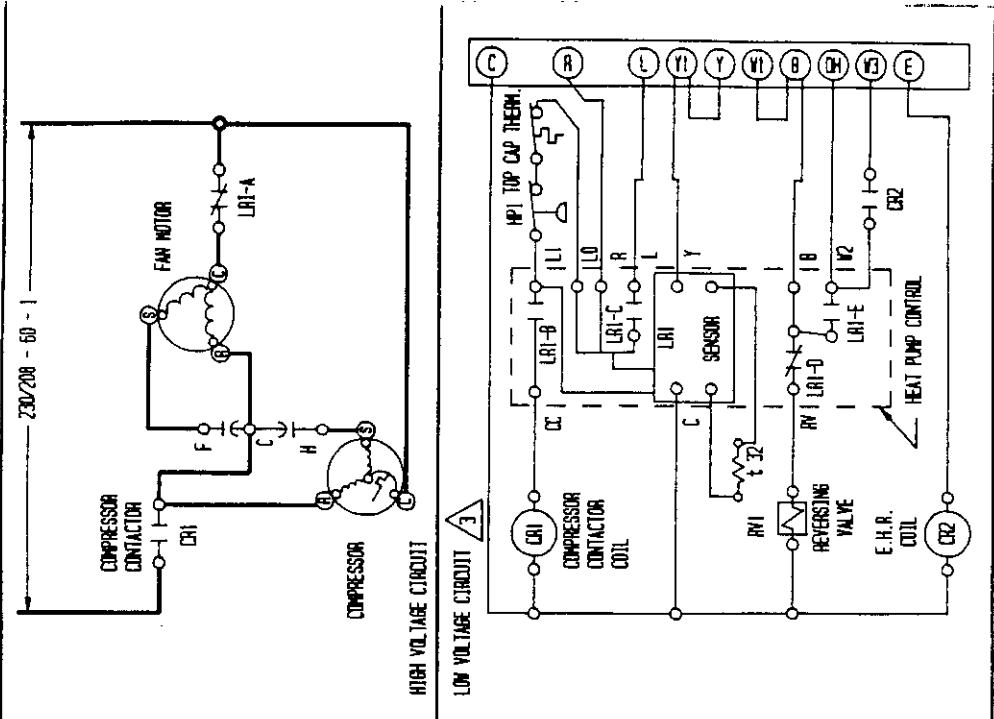 230/208 - 60 ~ 1
COMPRESSOR
CONTACTOR
CR1
FAN MOTOR
S
R
C
LR1-A
F
C
H
COMPRESSOR
R
S
C
HIGH VOLTAGE CIRCUIT
LOW VOLTAGE CIRCUIT
3
C
R
L
Y1
Y
W1
B
OH
W3
E
HP1
TOP CAP THERM.
CR2
L1
LO
R
L
Y
B
W2
LR1-B
LR1-C
LR1
SENSOR
LR1-D
LR1-E
CC
C
RV
HEAT PUMP CONTROL
t 32
RV1
CR1
COMPRESSOR
CONTACTOR
COIL
REVERSING
VALVE
E.H.R.
COIL
CR2